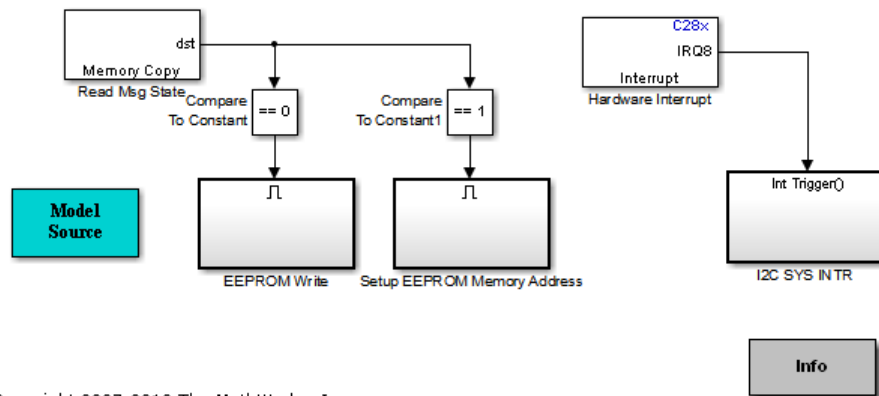 dst
Memory Copy
Read Msg State
Compare
To Constant
== 0
Compare
To Constant1
== 1
C28x
IRQ8
Interrupt
Hardware Interrupt
Model
Source
EEPROM Write
Setup EEPROM Memory Address
Int Trigger()
I2C SYS INTR
Info